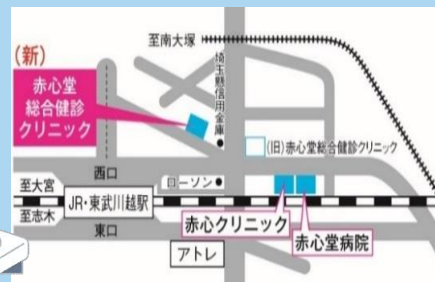 至南大塚
(新)
赤心堂
総合健診
クリニック
埼玉懸信用金庫
(旧)赤心堂総合健診クリニック
西口
ローソン
至大宮
至志木
JR・東武川越駅
東口
赤心クリニック
赤心堂病院
アトレ